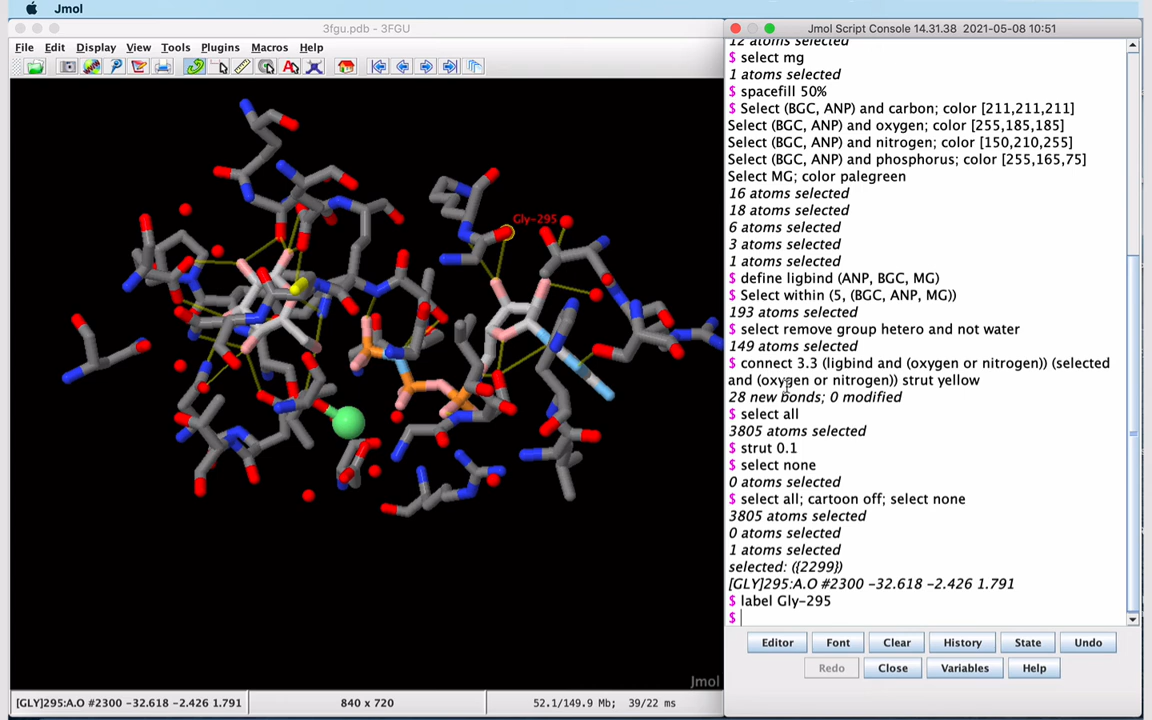 Jmol
3fgu.pdb - 3FGU
File Edit Display Tools Plugins Macros Help
Gly-295
Jmol
[GLY]295:A.O #2300 -32.618 -2.426 1.791
840 x 720
52.1/149.9 Mb; 39/22 ms
Jmol Script Console 14.31.38 2021-05-08 10:51
12 atoms selected
$ select mg
1 atoms selected
$ spacefill 50%
$ Select (BGC, ANP) and carbon; color [211,211,211]
Select (BGC, ANP) and oxygen; color [255,185,185]
Select (BGC, ANP) and nitrogen; color [150,210,255]
Select (BGC, ANP) and phosphorus; color [255,165,75]
Select MG; color palegreen
16 atoms selected
18 atoms selected
6 atoms selected
3 atoms selected
1 atoms selected
$ define ligbind (ANP, BGC, MG)
$ Select within (5, (BGC, ANP, MG))
193 atoms selected
$ select remove group hetero and not water
149 atoms selected
$ connect 3.3 (ligbind and (oxygen or nitrogen)) (selected
and (oxygen or nitrogen)) strut yellow
28 new bonds; 0 modified
$ select all
3805 atoms selected
$ strut 0.1
$ select none
0 atoms selected
$ select all; cartoon off; select none
3805 atoms selected
0 atoms selected
1 atoms selected
selected: ({2299})
[GLY]295:A.O #2300 -32.618 -2.426 1.791
$ label Gly-295
$
Editor Font Clear History State Undo
Redo Close Variables Help